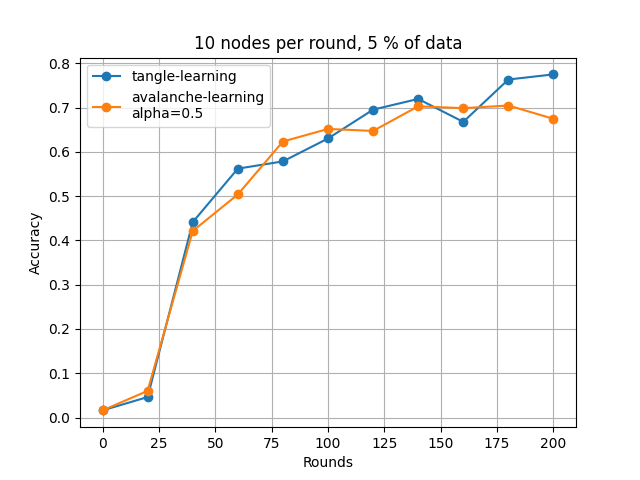 10 nodes per round, 5 % of data
tangle-learning
avalanche-learning
alpha=0.5
Accuracy
0.8
0.7
0.6
0.5
0.4
0.3
0.2
0.1
0.0
0 25 50 75 100 125 150 175 200
Rounds